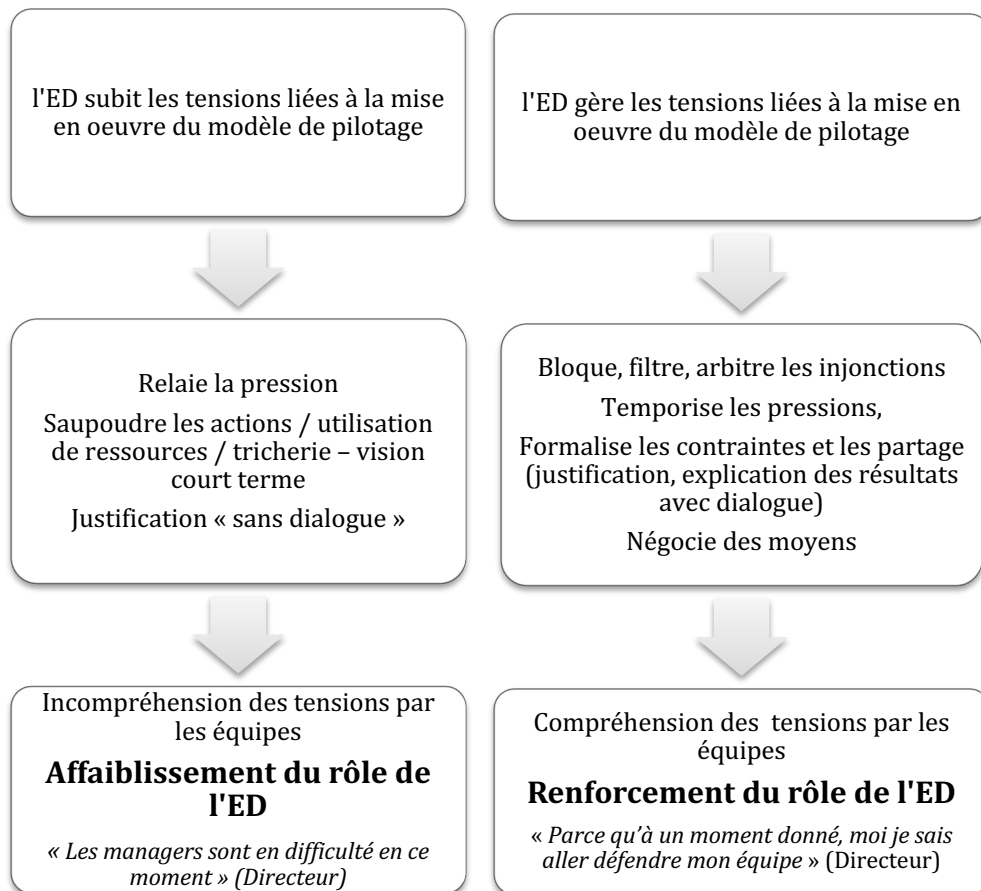 l'ED subit les tensions liées à la mise
en oeuvre du modèle de pilotage
Relaie la pression
Saupoudre les actions / utilisation
de ressources / tricherie – vision
court terme
Justification « sans dialogue »
Incompréhension des tensions par
les équipes
Affaiblissement du rôle de
l'ED
« Les managers sont en difficulté en ce
moment » (Directeur)
l'ED gère les tensions liées à la mise en
oeuvre du modèle de pilotage
Bloque, filtre, arbitre les injonctions
Temporise les pressions,
Formalise les contraintes et les partage
(justification, explication des résultats
avec dialogue)
Négocie des moyens
Compréhension des tensions par les
équipes
Renforcement du rôle de l'ED
« Parce qu’à un moment donné, moi je sais
aller défendre mon équipe » (Directeur)